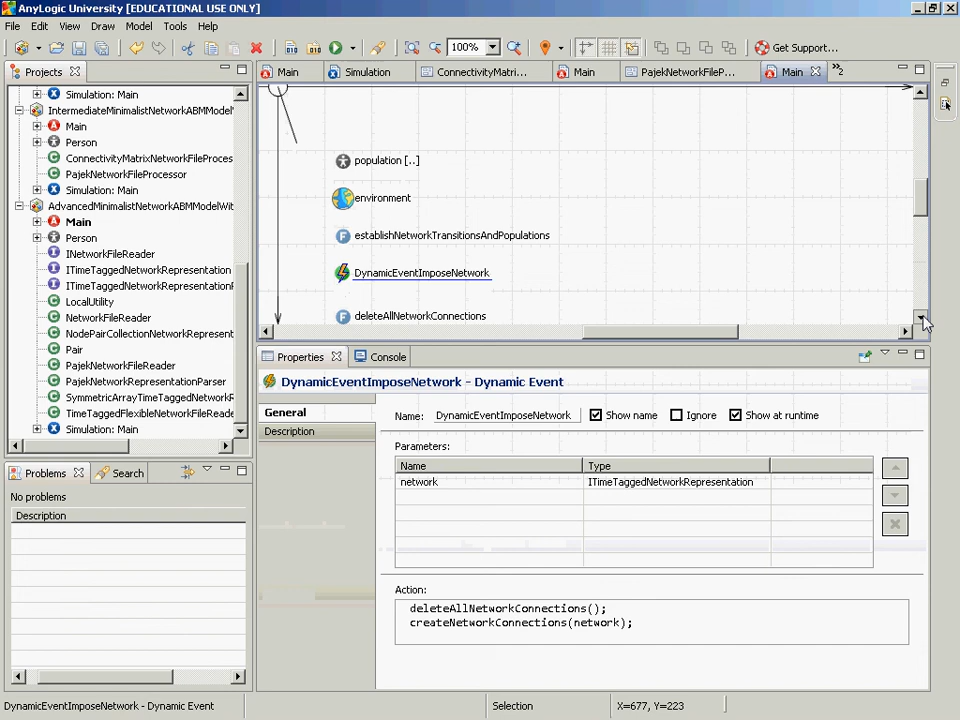 AnyLogic University [EDUCATIONAL USE ONLY]
File Edit View Draw Model Tools Help
100% Get Support...
Projects
Simulation: Main
IntermediateMinimalistNetworkABMModel
Main
Person
ConnectivityMatrixNetworkFileProces
PajekNetworkFileProcessor
Simulation: Main
AdvancedMinimalistNetworkABMModelWit
Main
Person
INetworkFileReader
ITimeTaggedNetworkRepresentation
ITimeTaggedNetworkRepresentationF
LocalUtility
NetworkFileReader
NodePairCollectionNetworkRepresent
Pair
PajekNetworkFileReader
PajekNetworkRepresentationParser
SymmetricArrayTimeTaggedNetworkR
TimeTaggedFlexibleNetworkFileReade
Simulation: Main
Problems Search
No problems
Description
Main Simulation ConnectivityMatri... Main PajekNetworkFileP... Main »2
population [..]
environment
establishNetworkTransitionsAndPopulations
DynamicEventImposeNetwork
deleteAllNetworkConnections
Properties Console
DynamicEventImposeNetwork - Dynamic Event
General
Description
Name: DynamicEventImposeNetwork Show name Ignore Show at runtime
Parameters:
Name Type
network ITimeTaggedNetworkRepresentation
Action:
deleteAllNetworkConnections();
createNetworkConnections(network);
DynamicEventImposeNetwork - Dynamic Event Selection X=677, Y=223